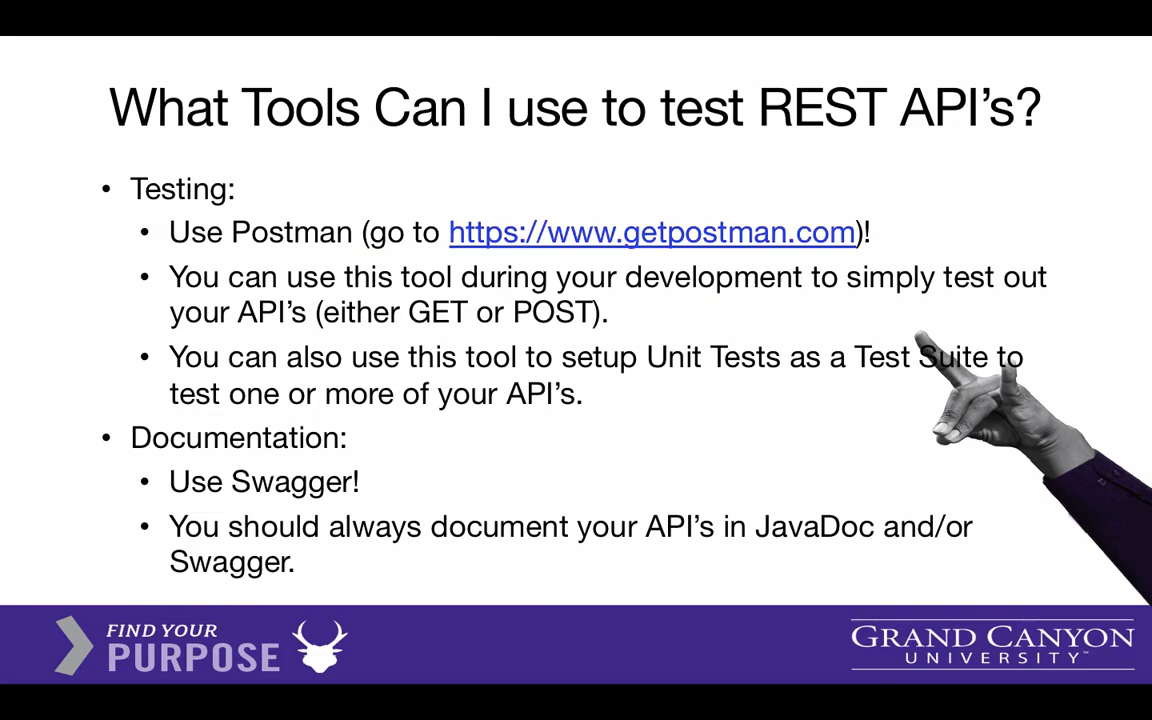 What Tools Can I use to test REST API's?
• Testing:
• Use Postman (go to https://www.getpostman.com)!
• You can use this tool during your development to simply test out
your API's (either GET or POST).
• You can also use this tool to setup Unit Tests as a Test Suite to
test one or more of your API's.
• Documentation:
• Use Swagger!
• You should always document your API's in JavaDoc and/or
Swagger.
FIND YOUR
PURPOSE
GRAND CANYON
UNIVERSITY™